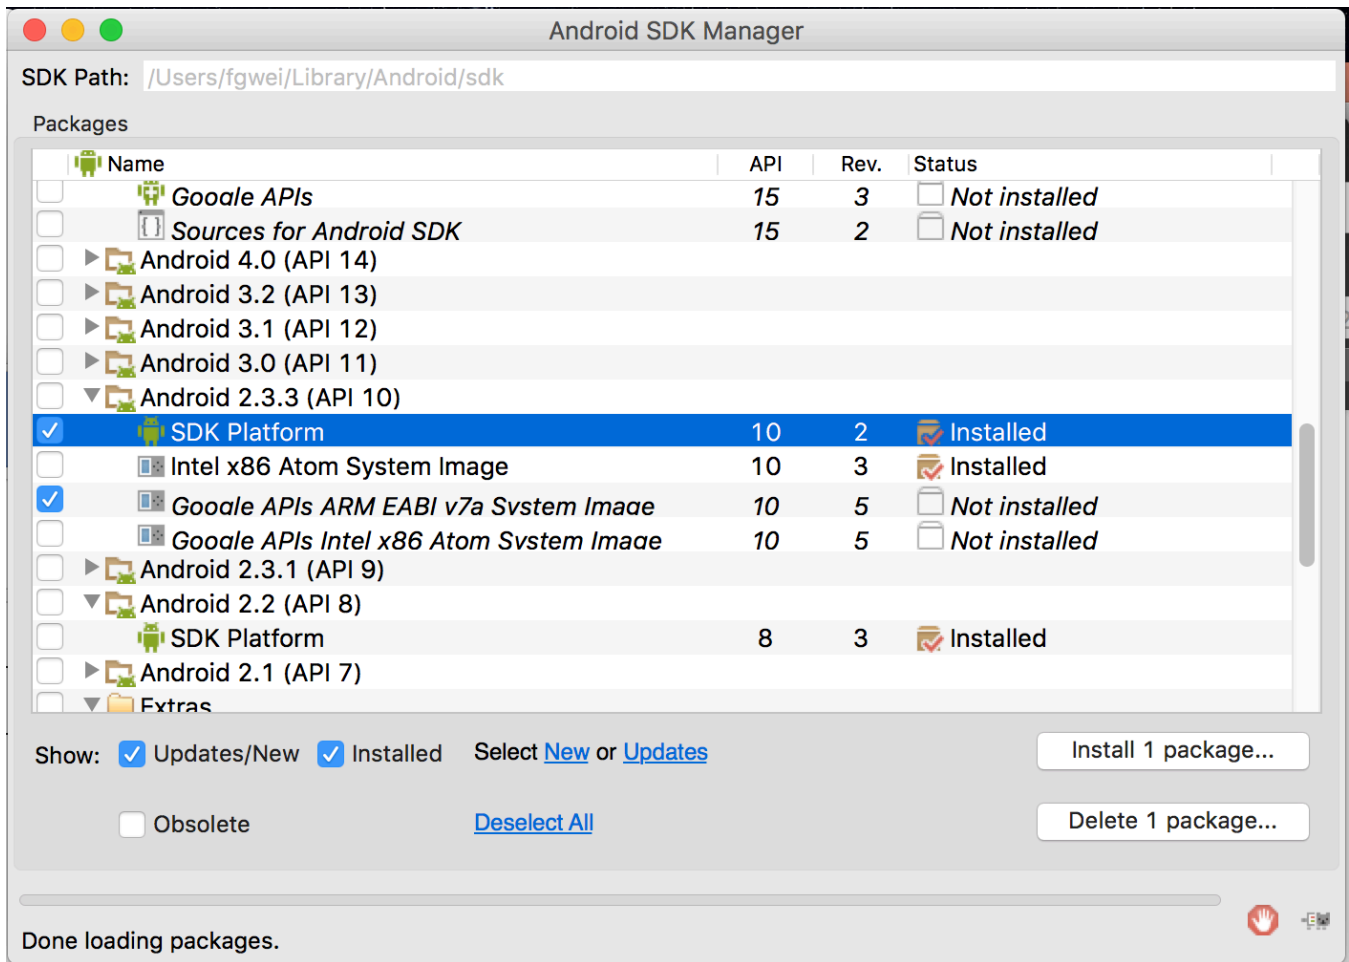 Android SDK Manager
SDK Path: /Users/fgwei/Library/Android/sdk
Packages
Name API Rev. Status
Google APIs 15 3 Not installed
{ } Sources for Android SDK 15 2 Not installed
Android 4.0 (API 14)
Android 3.2 (API 13)
Android 3.1 (API 12)
Android 3.0 (API 11)
Android 2.3.3 (API 10)
SDK Platform 10 2 Installed
Intel x86 Atom System Image 10 3 Installed
Google APIs ARM EABI v7a System Image 10 5 Not installed
Google APIs Intel x86 Atom System Image 10 5 Not installed
Android 2.3.1 (API 9)
Android 2.2 (API 8)
SDK Platform 8 3 Installed
Android 2.1 (API 7)
Extras
Show: Updates/New Installed Select New or Updates Install 1 package...
Obsolete Deselect All Delete 1 package...
Done loading packages.